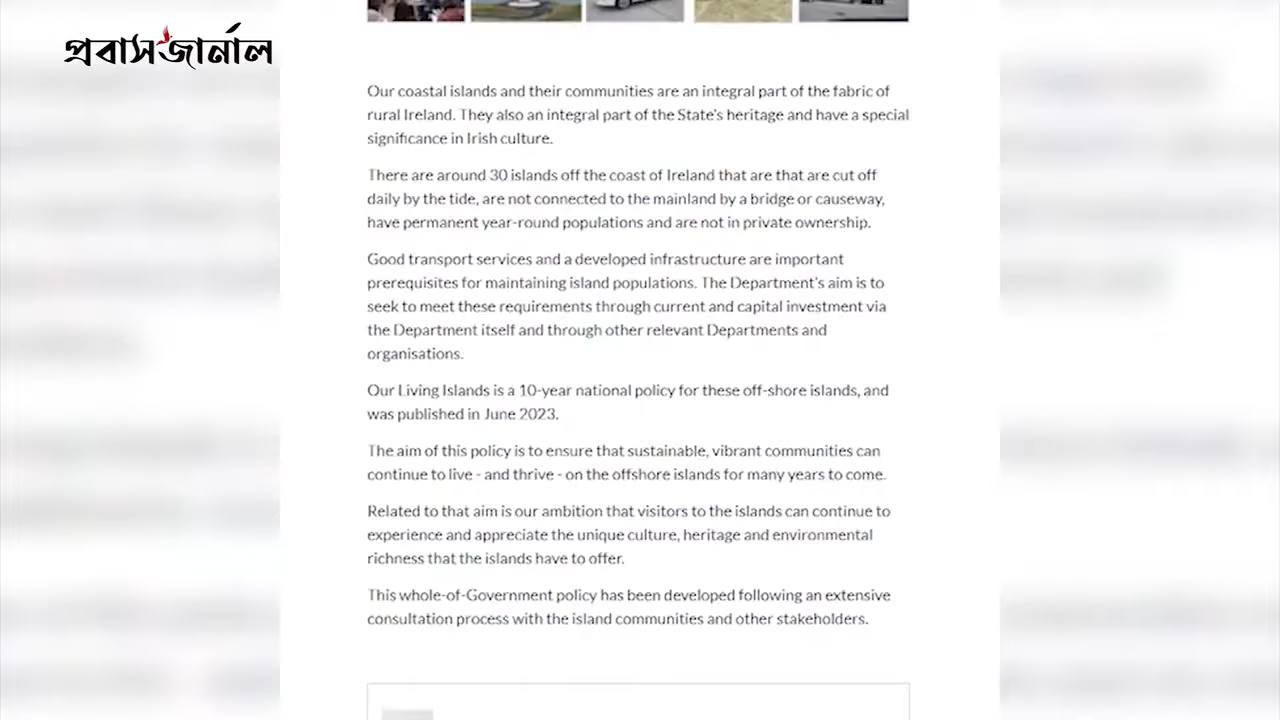 প্রবাস জার্নাল
Our coastal islands and their communities are an integral part of the fabric of
rural Ireland. They also an integral part of the State's heritage and have a special
significance in Irish culture.
There are around 30 islands off the coast of Ireland that are that are cut off
daily by the tide, are not connected to the mainland by a bridge or causeway,
have permanent year-round populations and are not in private ownership.
Good transport services and a developed infrastructure are important
prerequisites for maintaining island populations. The Department's aim is to
seek to meet these requirements through current and capital investment via
the Department itself and through other relevant Departments and
organisations.
Our Living Islands is a 10-year national policy for these off-shore islands, and
was published in June 2023.
The aim of this policy is to ensure that sustainable, vibrant communities can
continue to live - and thrive - on the offshore islands for many years to come.
Related to that aim is our ambition that visitors to the islands can continue to
experience and appreciate the unique culture, heritage and environmental
richness that the islands have to offer.
This whole-of-Government policy has been developed following an extensive
consultation process with the island communities and other stakeholders.